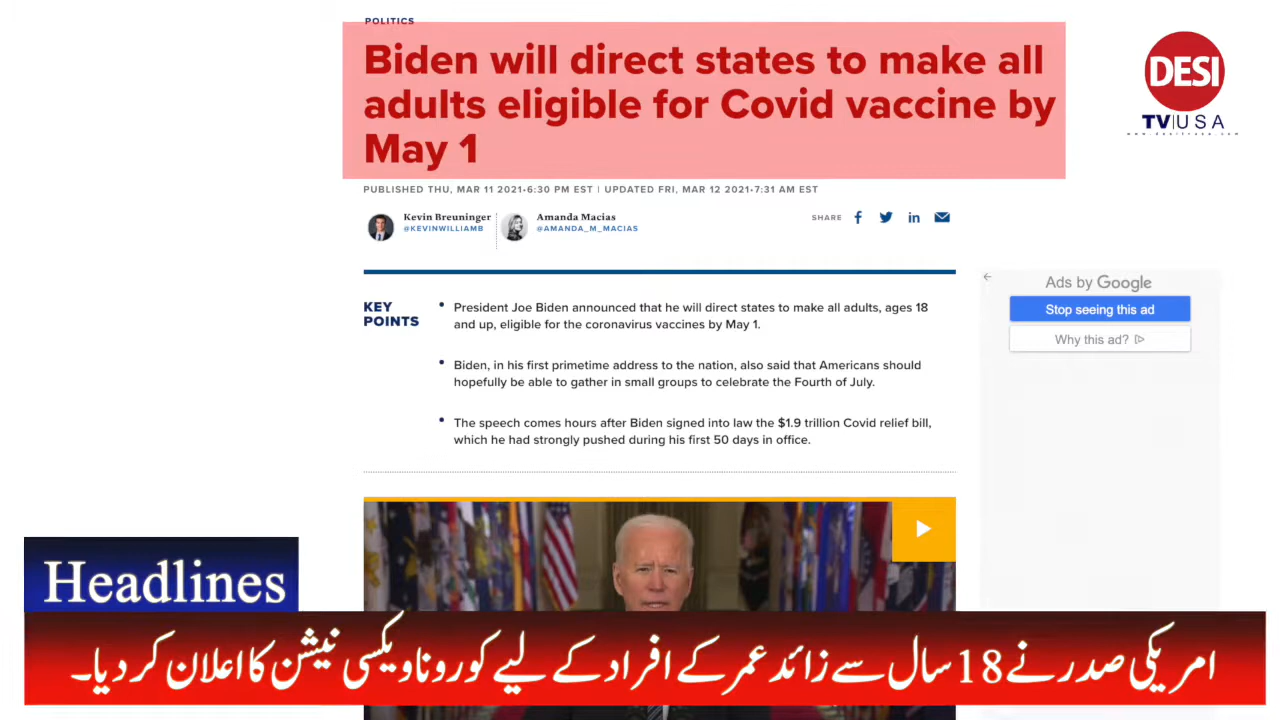 POLITICS
Biden will direct states to make all
adults eligible for Covid vaccine by
May 1
PUBLISHED THU, MAR 11 2021•6:30 PM EST | UPDATED FRI, MAR 12 2021•7:31 AM EST
Kevin Breuninger
@KEVINWILLIAMB
Amanda Macias
@AMANDA_M_MACIAS
SHARE
DESI
TV|USA
www.desitvusa.com
KEY
POINTS
• President Joe Biden announced that he will direct states to make all adults, ages 18
and up, eligible for the coronavirus vaccines by May 1.
• Biden, in his first primetime address to the nation, also said that Americans should
hopefully be able to gather in small groups to celebrate the Fourth of July.
• The speech comes hours after Biden signed into law the $1.9 trillion Covid relief bill,
which he had strongly pushed during his first 50 days in office.
Ads by Google
Stop seeing this ad
Why this ad?
Headlines
امریکی صدر نے 18 سال سے زائد عمر کے افراد کے لیے کورونا ویکسی نیشن کا اعلان کر دیا۔